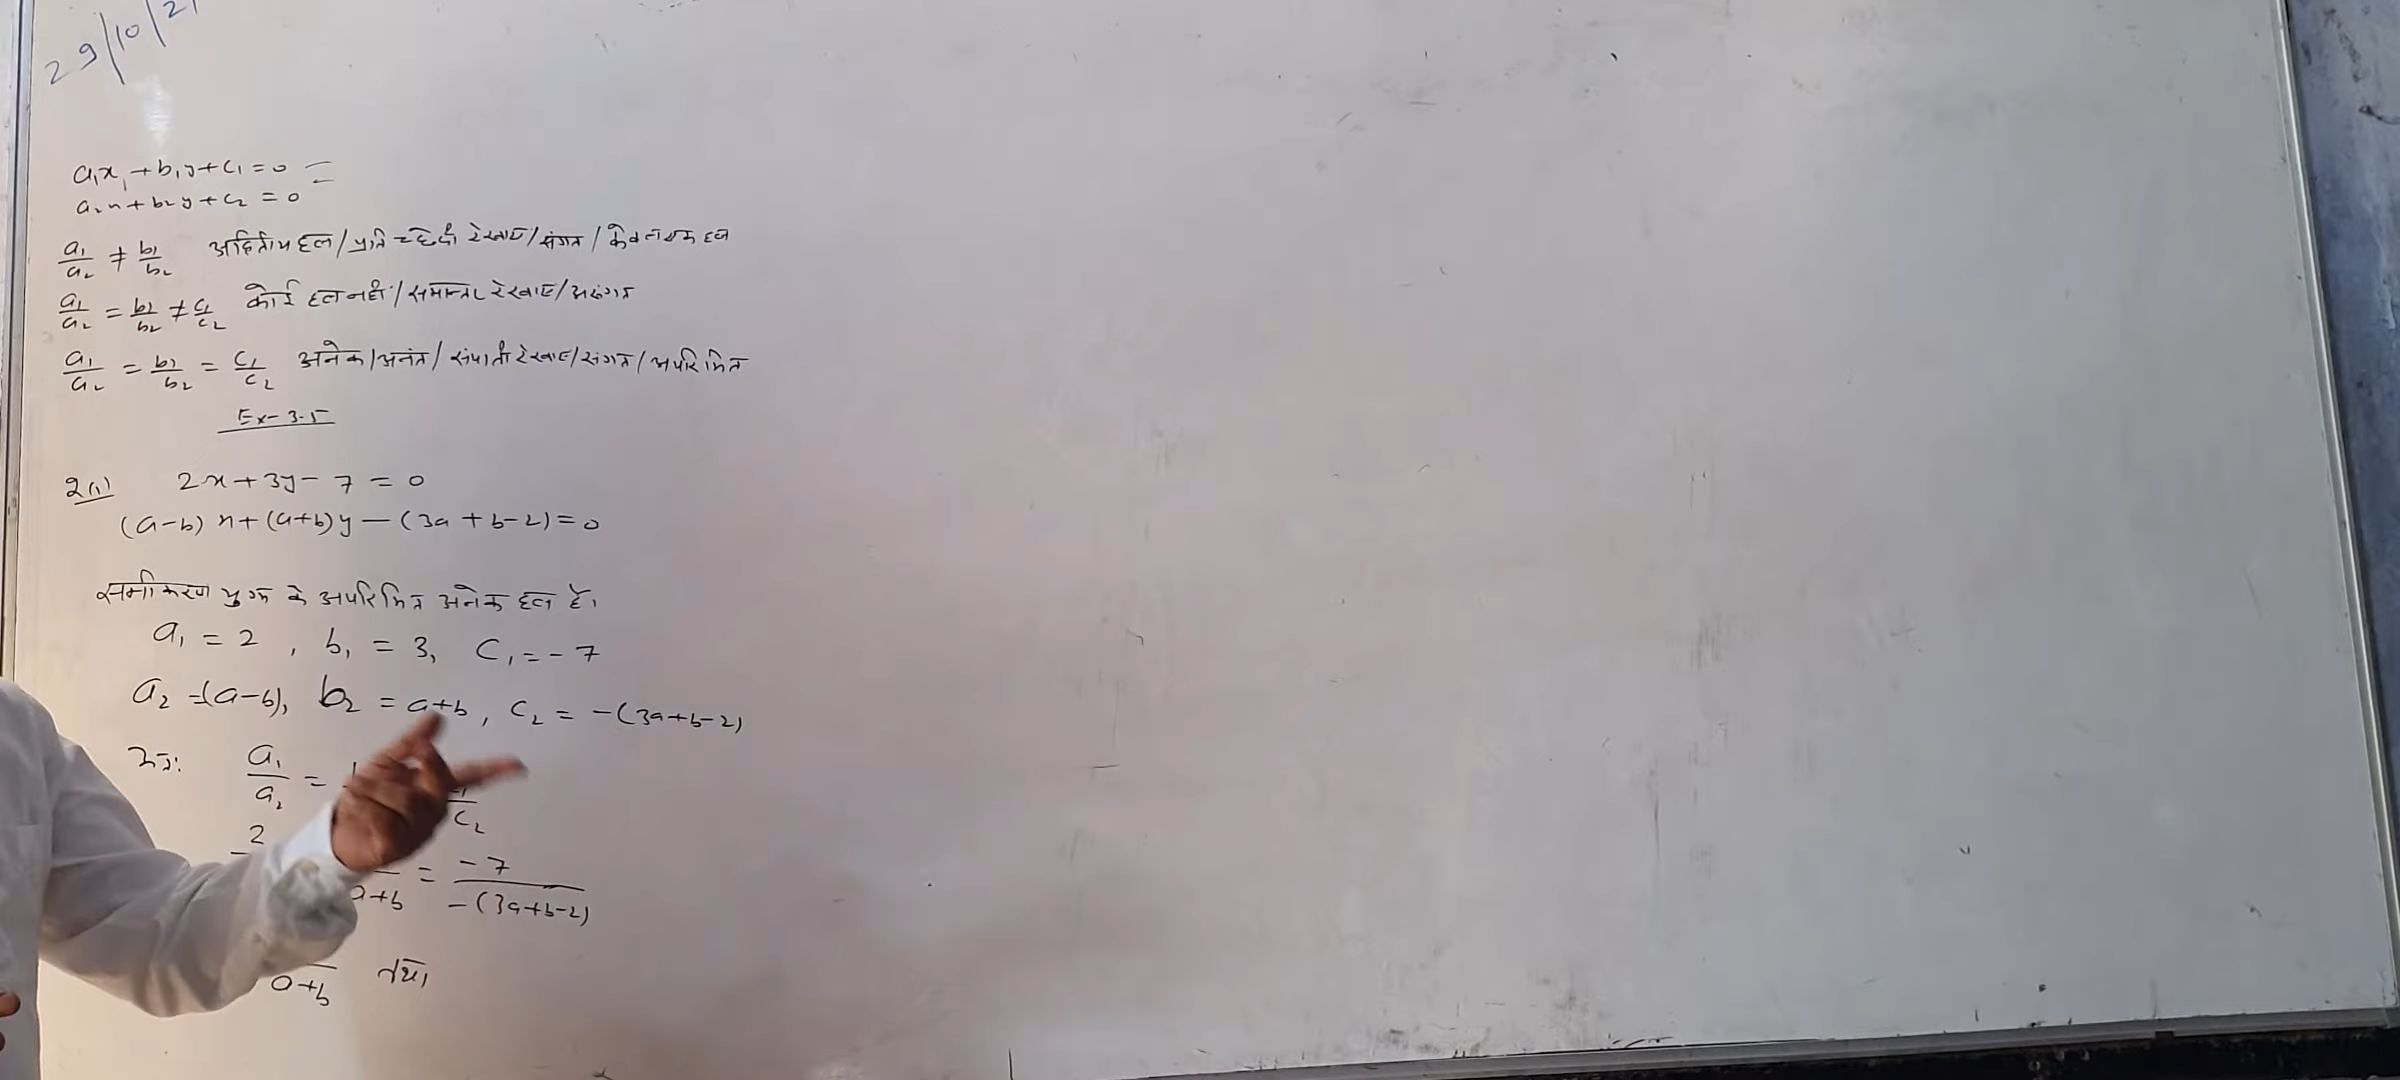 29/10/21
a₁x₁+b₁y+c₁=0
a₂x+b₂y+c₂=0
a₁/a₂ ≠ b₁/b₂ अद्वितीय हल/प्रतिच्छेदी रेखाएं/संगत/केवल एक हल
a₁/a₂ = b₁/b₂ ≠ c₁/c₂ कोई हल नहीं/समान्तर रेखाएं/असंगत
a₁/a₂ = b₁/b₂ = c₁/c₂ अनेक/अनंत/संपाती रेखाएं/संगत/अपरिमित
Ex-3.5
2(i) 2x+3y-7=0
(a-b)x+(a+b)y-(3a+b-2)=0
समीकरण युग्म के अपरिमित अनेक हल है।
a₁=2, b₁=3, c₁=-7
a₂=(a-b), b₂=a+b, c₂=-(3a+b-2)
अतः a₁/a₂ = c₂
2 a+b = -7/-(3a+b-2)
a+b तथा